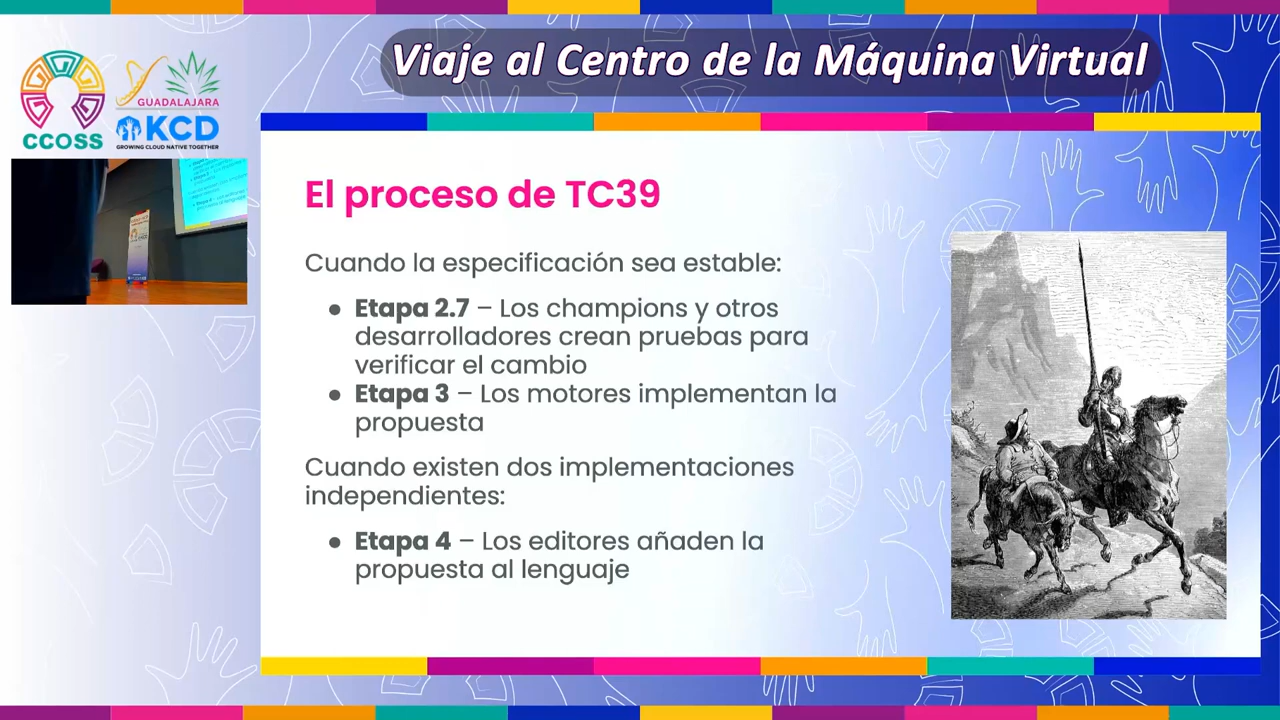 Viaje al Centro de la Máquina Virtual
CCOSS
GUADALAJARA
KCD
GROWING CLOUD NATIVE TOGETHER
El proceso de TC39
Cuando la especificación sea estable:
● Etapa 2.7 – Los champions y otros
desarrolladores crean pruebas para
verificar el cambio
● Etapa 3 – Los motores implementan la
propuesta
Cuando existen dos implementaciones
independientes:
● Etapa 4 – Los editores añaden la
propuesta al lenguaje